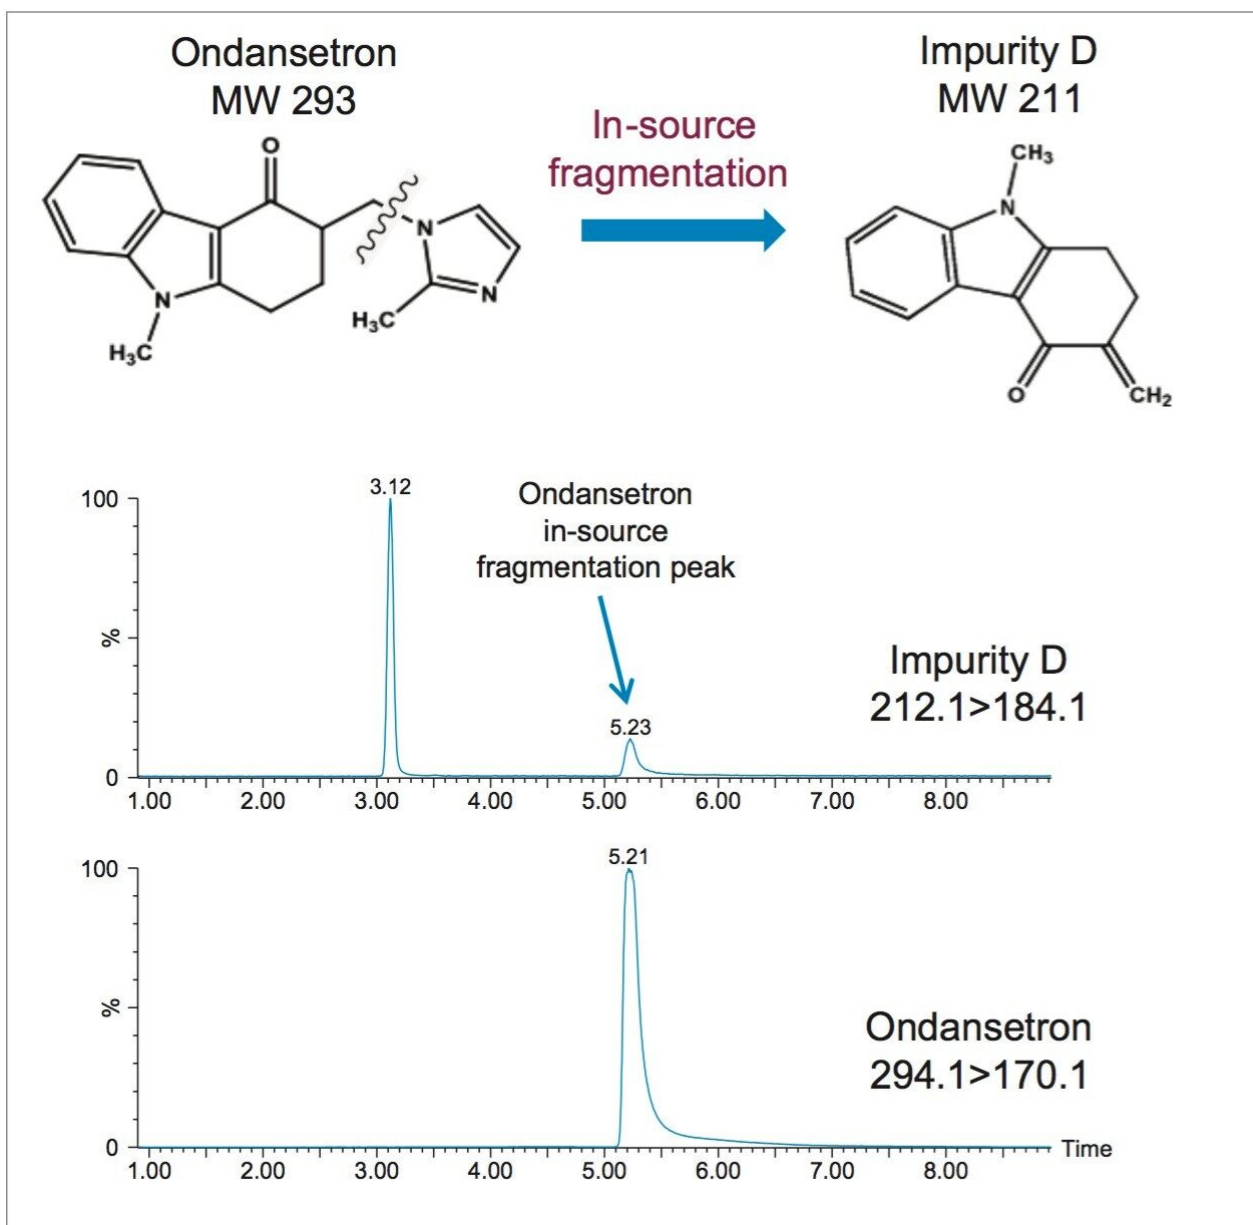 Ondansetron
MW 293
In-source
fragmentation
Impurity D
MW 211
O
N
H₃C
N
N
H₃C
CH₃
N
O
CH₂
3.12
Ondansetron
in-source
fragmentation peak
5.23
Impurity D
212.1>184.1
100
%
0
1.00 2.00 3.00 4.00 5.00 6.00 7.00 8.00
5.21
Ondansetron
294.1>170.1
100
%
0
Time
1.00 2.00 3.00 4.00 5.00 6.00 7.00 8.00